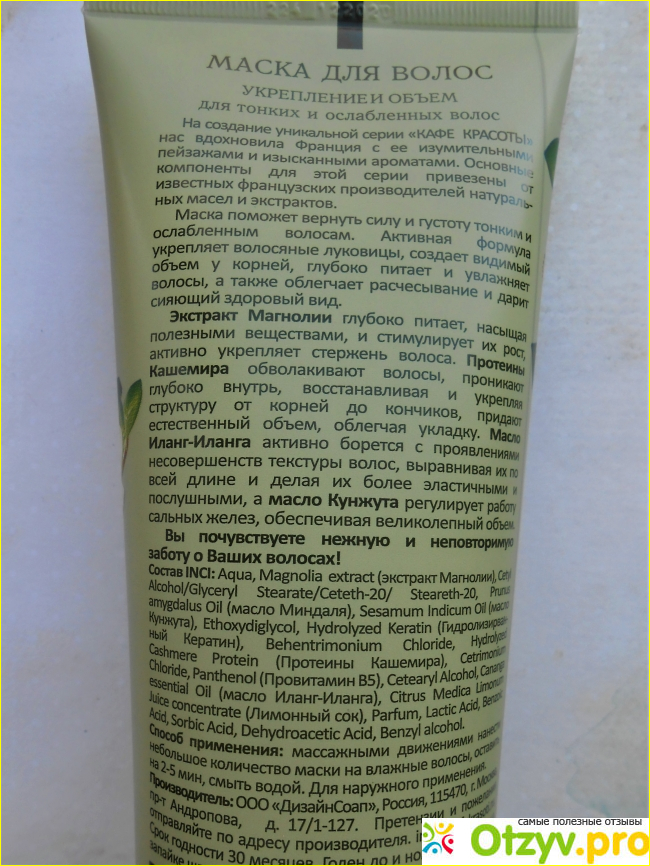 МАСКА ДЛЯ ВОЛОС
УКРЕПЛЕНИЕ И ОБЪЕМ
для тонких и ослабленных волос
На создание уникальной серии «КАФЕ КРАСОТЫ»
нас вдохновила Франция с ее изумительными
пейзажами и изысканными ароматами. Основные
компоненты для этой серии привезены от
известных французских производителей натураль-
ных масел и экстрактов.
Маска поможет вернуть силу и густоту тонким и
ослабленным волосам. Активная формула
укрепляет волосяные луковицы, создает видимый
объем у корней, глубоко питает и увлажняет
волосы, а также облегчает расчесывание и дарит
сияющий здоровый вид.
Экстракт Магнолии глубоко питает, насыщая
полезными веществами, и стимулирует их рост,
активно укрепляет стержень волоса. Протеины
Кашемира обволакивают волосы, проникают
глубоко внутрь, восстанавливая и укрепляя
структуру от корней до кончиков, придают
естественный объем, облегчая укладку. Масло
Иланг-Иланга активно борется с проявлениями
несовершенств текстуры волос, выравнивая их по
всей длине и делая их более эластичными и
послушными, а масло Кунжута регулирует работу
сальных желез, обеспечивая великолепный объем.
Вы почувствуете нежную и неповторимую
заботу о Ваших волосах!
Состав INCI: Aqua, Magnolia extract (экстракт Магнолии), Cetyl
Alcohol/Glyceryl Stearate/Ceteth-20/ Steareth-20, Prunus
amygdalus Oil (масло Миндаля), Sesamum Indicum Oil (масло
Кунжута), Ethoxydiglycol, Hydrolyzed Keratin (Гидролизирован-
ный Кератин), Behentrimonium Chloride, Hydrolyzed
Cashmere Protein (Протеины Кашемира), Cetrimonium
Chloride, Panthenol (Провитамин B5), Cetearyl Alcohol, Cananga
essential Oil (масло Иланг-Иланга), Citrus Medica Limonum
Juice concentrate (Лимонный сок), Parfum, Lactic Acid, Benzoic
Acid, Sorbic Acid, Dehydroacetic Acid, Benzyl alcohol.
Способ применения: массажными движениями нанести
небольшое количество маски на влажные волосы, оставить
на 2-5 мин, смыть водой. Для наружного применения.
Производитель: ООО «ДизайнСоап», Россия, 115470, г. Москва,
пр-т Андропова, д. 17/1-127. Претензии и пожелания
отправляйте по адресу производителя.
Срок годности 30 месяцев. Годен до и
самые полезные отзывы
Otzyv.pro